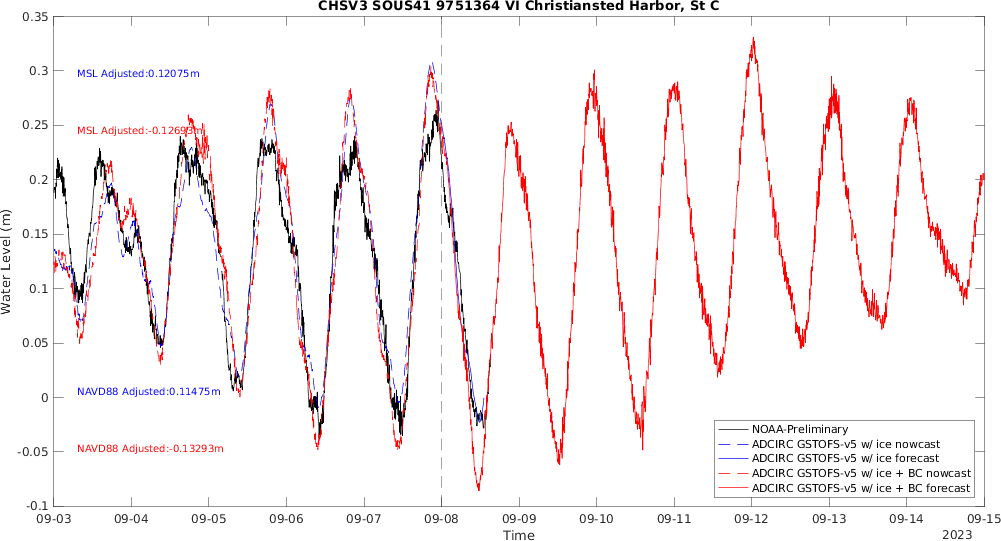 CHSV3 SOUS41 9751364 VI Christiansted Harbor, St C
0.35
0.3
0.25
0.2
0.15
0.1
0.05
0
-0.05
-0.1
Water Level (m)
MSL Adjusted:0.12075m
MSL Adjusted:-0.12693m
NAVD88 Adjusted:0.11475m
NAVD88 Adjusted:-0.13293m
NOAA-Preliminary
ADCIRC GSTOFS-v5 w/ ice nowcast
ADCIRC GSTOFS-v5 w/ ice forecast
ADCIRC GSTOFS-v5 w/ ice + BC nowcast
ADCIRC GSTOFS-v5 w/ ice + BC forecast
09-03 09-04 09-05 09-06 09-07 09-08 09-09 09-10 09-11 09-12 09-13 09-14 09-15
Time
2023